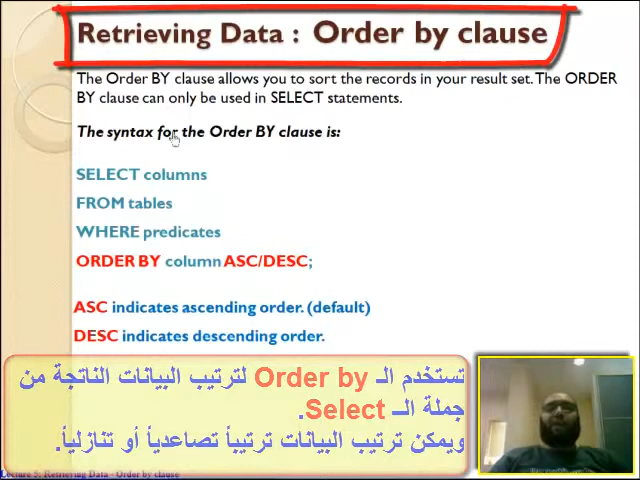 Retrieving Data : Order by clause
The Order BY clause allows you to sort the records in your result set. The ORDER
BY clause can only be used in SELECT statements.
The syntax for the Order BY clause is:
SELECT columns
FROM tables
WHERE predicates
ORDER BY column ASC/DESC;
ASC indicates ascending order. (default)
DESC indicates descending order.
تستخدم الـ Order by لترتيب البيانات الناتجة من
جملة الــ Select.
ويمكن ترتيب البيانات ترتيباً تصاعدياً أو تنازلياً.
Lecture 5: Retrieving Data - Order by clause